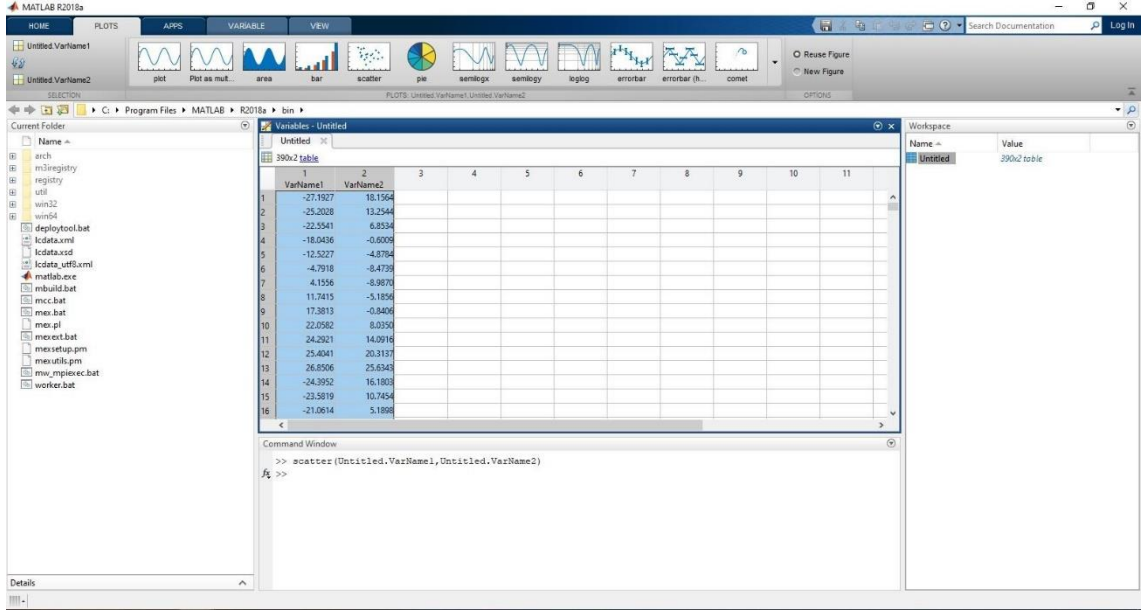 MATLAB R2018a
HOME PLOTS APPS VARIABLE VIEW Search Documentation Log In
Untitled.VarName1
Untitled.VarName2
plot Plot as mult... area bar scatter pie semilogx semilogy loglog errorbar errorbar (h... comet
Reuse Figure
New Figure
SELECTION PLOTS: Untitled.VarName1,Untitled.VarName2 OPTIONS
C: Program Files MATLAB R2018a bin
Current Folder
Name
arch
m3iregistry
registry
util
win32
win64
deploytool.bat
lcdata.xml
lcdata.xsd
lcdata_utf8.xml
matlab.exe
mbuild.bat
mcc.bat
mex.bat
mex.pl
mexext.bat
mexsetup.pm
mexutils.pm
mw_mpiexec.bat
worker.bat
Details
Variables - Untitled
Untitled
390x2 table
1 2 3 4 5 6 7 8 9 10 11
VarName1 VarName2
1 -27.1927 18.1564
2 -25.2028 13.2544
3 -22.5541 6.8534
4 -18.0436 -0.6009
5 -12.5227 -4.8784
6 -4.7918 -8.4739
7 4.1556 -8.9870
8 11.7415 -5.1856
9 17.3813 -0.8406
10 22.0582 8.0350
11 24.2921 14.0916
12 25.4041 20.3137
13 26.8506 25.6343
14 -24.3952 16.1803
15 -23.5819 10.7454
16 -21.0614 5.1898
Command Window
>> scatter(Untitled.VarName1,Untitled.VarName2)
fx >>
Workspace
Name Value
Untitled 390x2 table